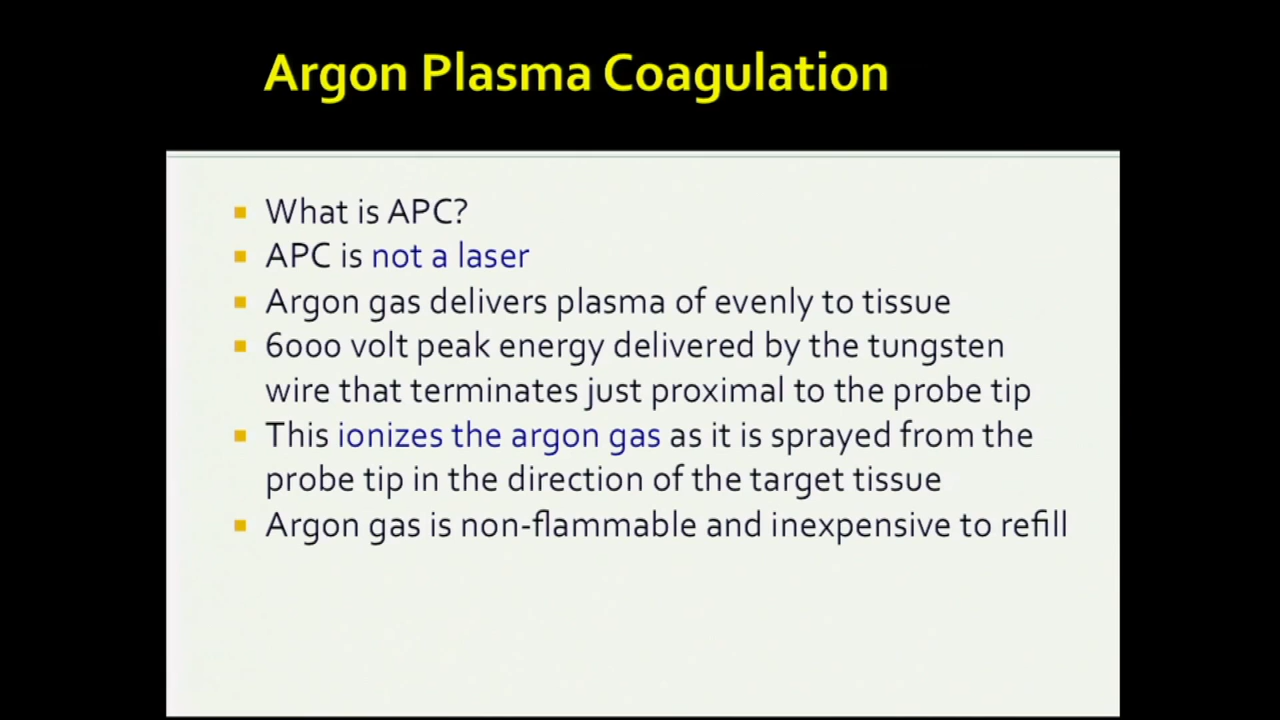 Argon Plasma Coagulation
What is APC?
APC is not a laser
Argon gas delivers plasma of evenly to tissue
6000 volt peak energy delivered by the tungsten
wire that terminates just proximal to the probe tip
This ionizes the argon gas as it is sprayed from the
probe tip in the direction of the target tissue
Argon gas is non-flammable and inexpensive to refill